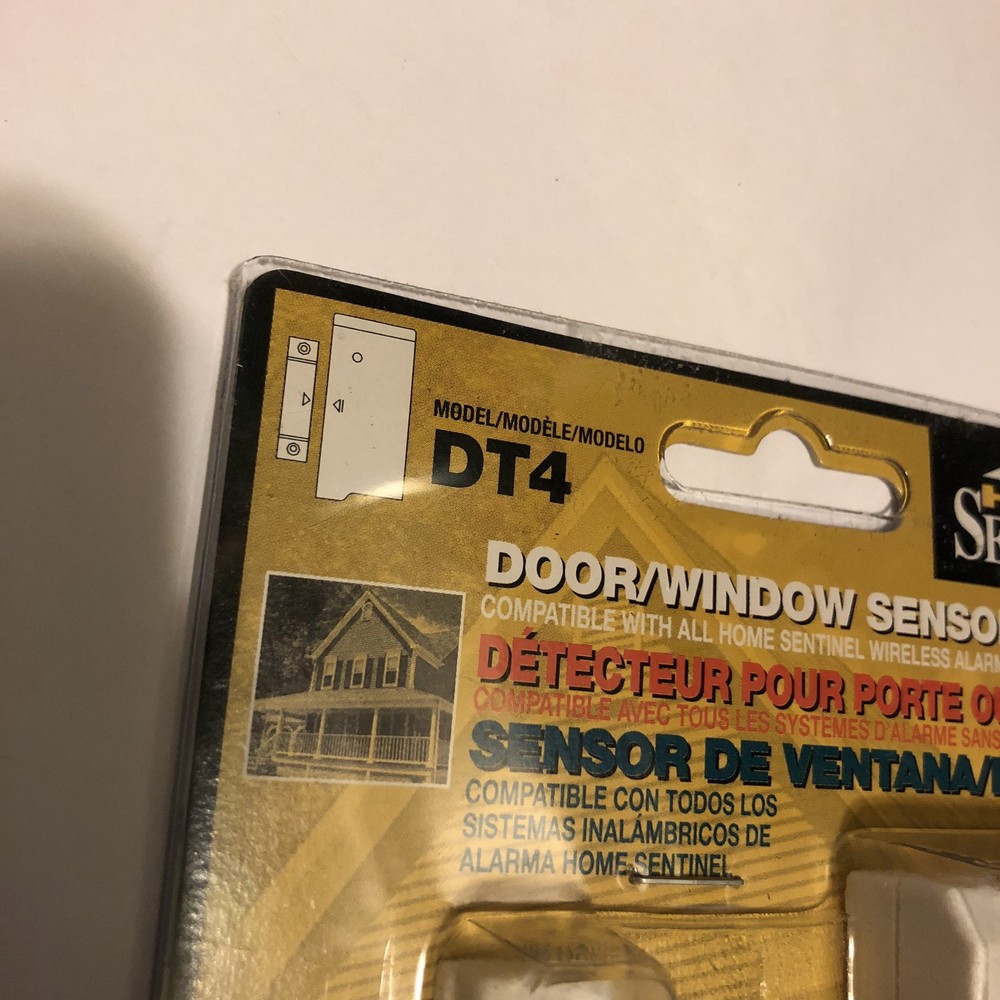 MODEL/MODÈLE/MODELO
DT4
DOOR/WINDOW SENSO
COMPATIBLE WITH ALL HOME SENTINEL WIRELESS ALARM
DÉTECTEUR POUR PORTE O
COMPATIBLE AVEC TOUS LES SYSTÈMES D'ALARME SANS
SENSOR DE VENTANA/
COMPATIBLE CON TODOS LOS
SISTEMAS INALÁMBRICOS DE
ALARMA HOME SENTINEL.